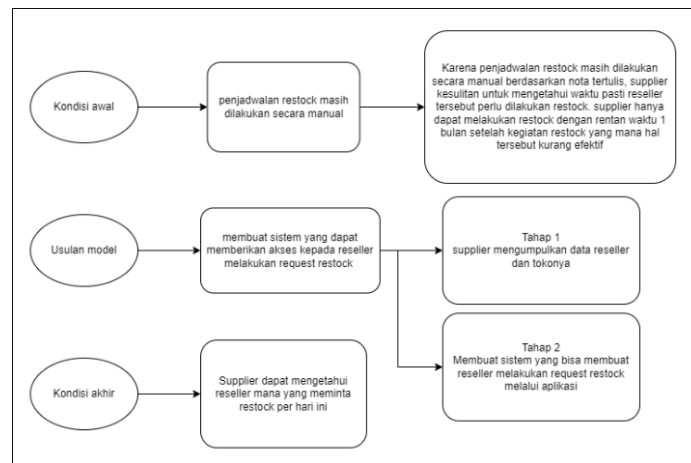 Kondisi awal
penjadwalan restock masih
dilakukan secara manual
Karena penjadwalan restock masih dilakukan
secara manual berdasarkan nota tertulis, supplier
kesulitan untuk mengetahui waktu pasti reseller
tersebut perlu dilakukan restock. supplier hanya
dapat melakukan restock dengan rentan waktu 1
bulan setelah kegiatan restock yang mana hal
tersebut kurang efektif
Usulan model
membuat sistem yang dapat
memberikan akses kepada reseller
melakukan request restock
Tahap 1
supplier mengumpulkan data reseller
dan tokonya
Tahap 2
Membuat sistem yang bisa membuat
reseller melakukan request restock
melalui aplikasi
Kondisi akhir
Supplier dapat mengetahui
reseller mana yang meminta
restock per hari ini